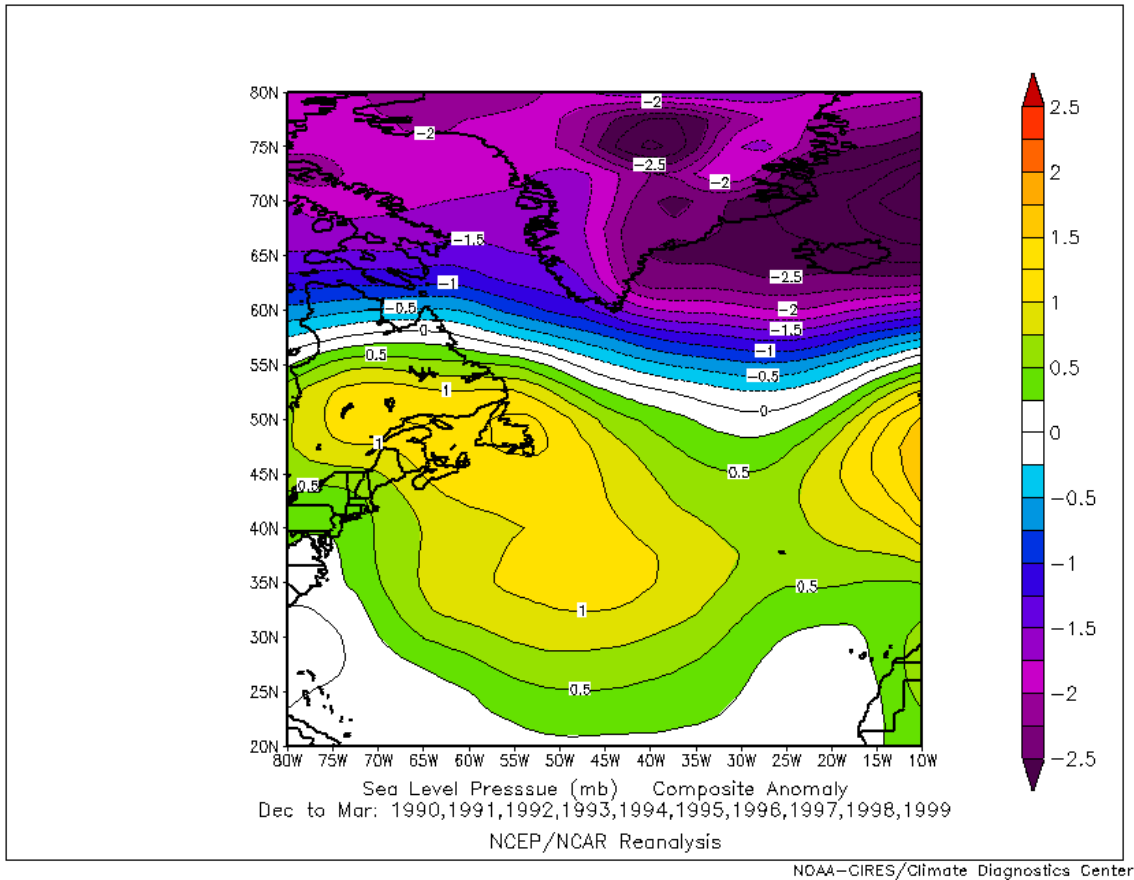 80N
75N
70N
65N
60N
55N
50N
45N
40N
35N
30N
25N
20N
80W 75W 70W 65W 60W 55W 50W 45W 40W 35W 30W 25W 20W 15W 10W
-2
-2
-2.5
-2
-1.5
-1
-0.5
0
0.5
1
1
0.5
-2.5
-2
-1.5
-1
-0.5
0
0.5
0.5
1
0.5
2.5
2
1.5
1
0.5
0
-0.5
-1
-1.5
-2
-2.5
Sea Level Presssue (mb) Composite Anomaly
Dec to Mar: 1990,1991,1992,1993,1994,1995,1996,1997,1998,1999
NCEP/NCAR Reanalysis
NOAA-CIRES/Climate Diagnostics Center